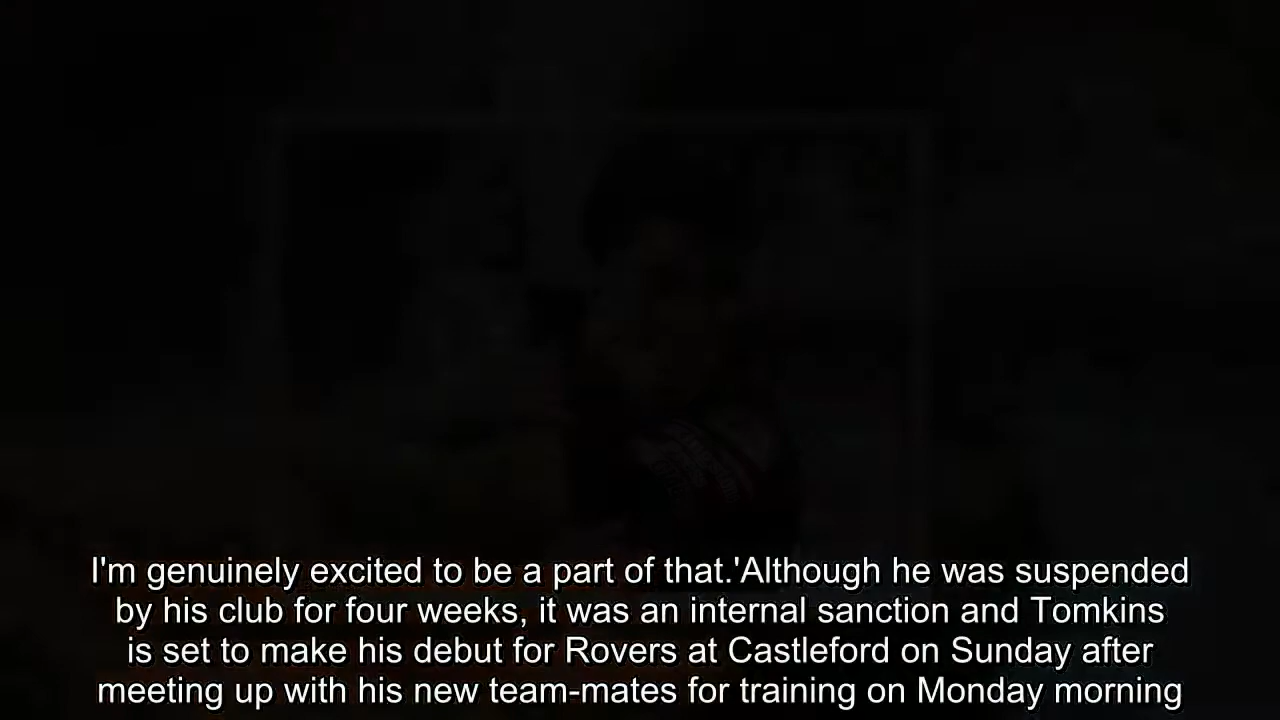 I'm genuinely excited to be a part of that.'Although he was suspended
by his club for four weeks, it was an internal sanction and Tomkins
is set to make his debut for Rovers at Castleford on Sunday after
meeting up with his new team-mates for training on Monday morning